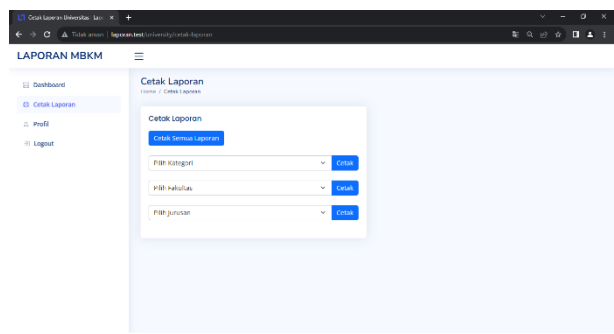 Cetak Laporan Universitas - Lap
Tidak aman | laporan.test/university/cetak-laporan
LAPORAN MBKM
Dashboard
Cetak Laporan
Profil
Logout
Cetak Laporan
Home / Cetak Laporan
Cetak Laporan
Cetak Semua Laporan
Pilih Kategori
Cetak
Pilih Fakultas
Cetak
Pilih Jurusan
Cetak